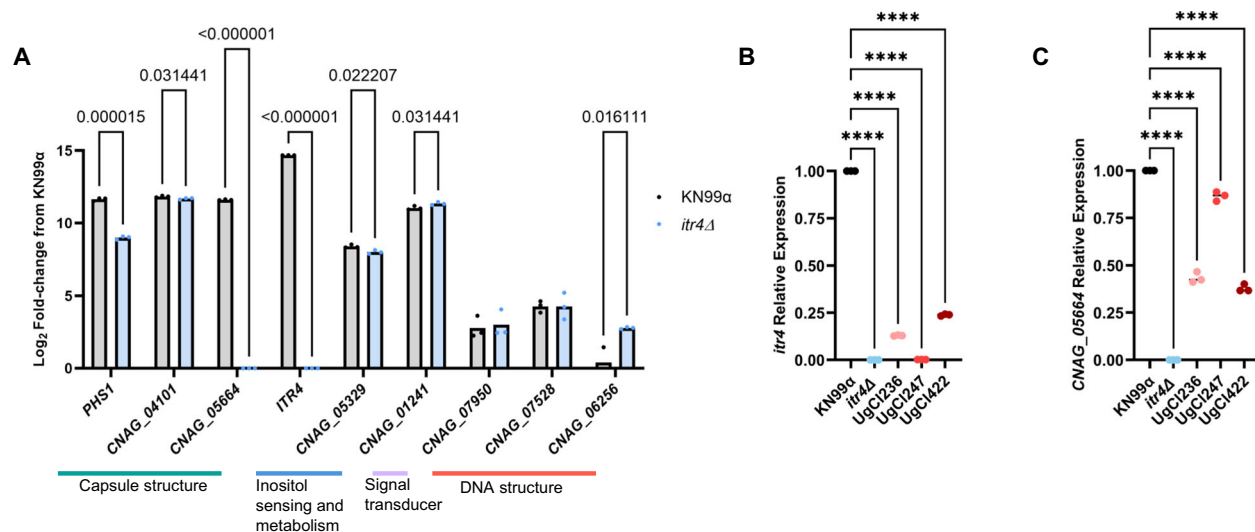 A
<0.000001
0.031441
0.022207
0.000015
<0.000001
0.031441
0.016111
Log₂ Fold-change from KN99α
15
10
5
0
KN99α
itr4Δ
PHS1
CNAG_04101
CNAG_05664
ITR4
CNAG_05329
CNAG_01241
CNAG_07950
CNAG_07528
CNAG_06256
Capsule structure
Inositol
sensing and
metabolism
Signal
transducer
DNA structure
B
****
****
****
****
itr4 Relative Expression
1.00
0.75
0.50
0.25
0.00
KN99α
itr4Δ
UgCl236
UgCl247
UgCl422
C
****
****
****
****
CNAG_05664 Relative Expression
1.00
0.75
0.50
0.25
0.00
KN99α
itr4Δ
UgCl236
UgCl247
UgCl422